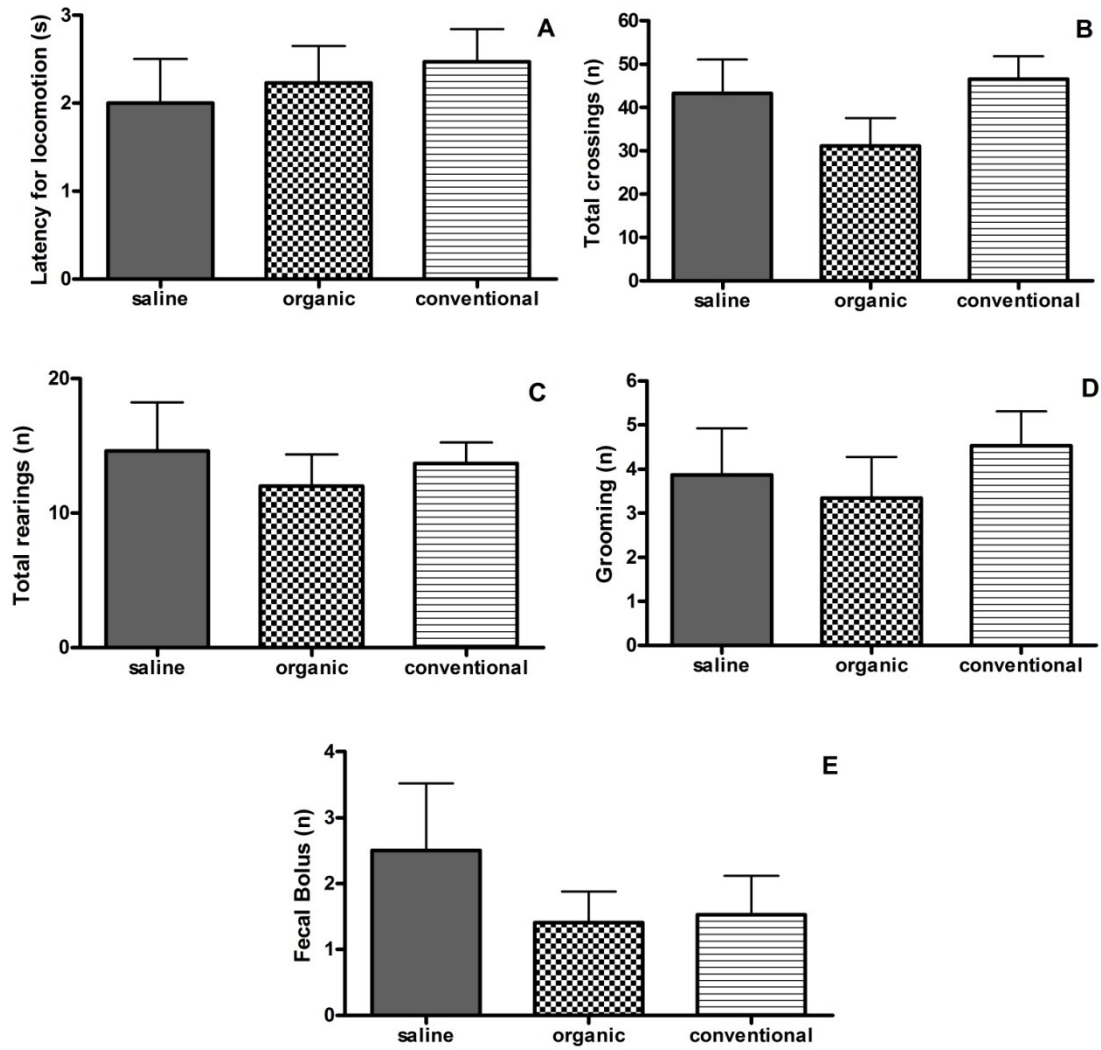 A
Latency for locomotion (s)
3
2
1
0
saline organic conventional
B
Total crossings (n)
60
50
40
30
20
10
0
saline organic conventional
C
Total rearings (n)
20
10
0
saline organic conventional
D
Grooming (n)
6
5
4
3
2
1
0
saline organic conventional
E
Fecal Bolus (n)
4
3
2
1
0
saline organic conventional